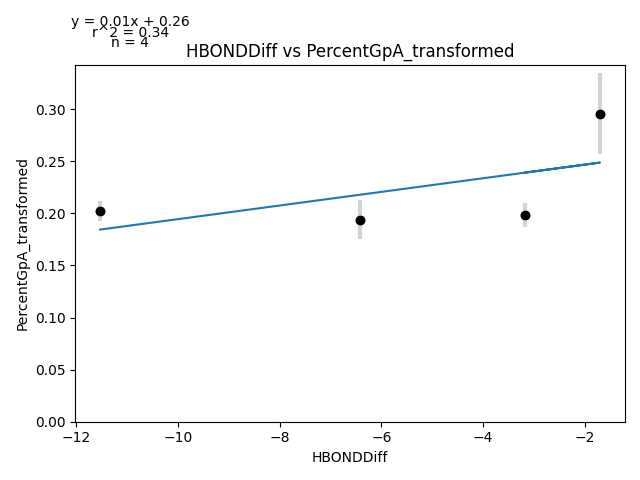 y = 0.01x + 0.26
r^2 = 0.34
n = 4
HBONDDiff vs PercentGpA_transformed
PercentGpA_transformed
0.30
0.25
0.20
0.15
0.10
0.05
0.00
−12
−10
−8
−6
−4
−2
HBONDDiff